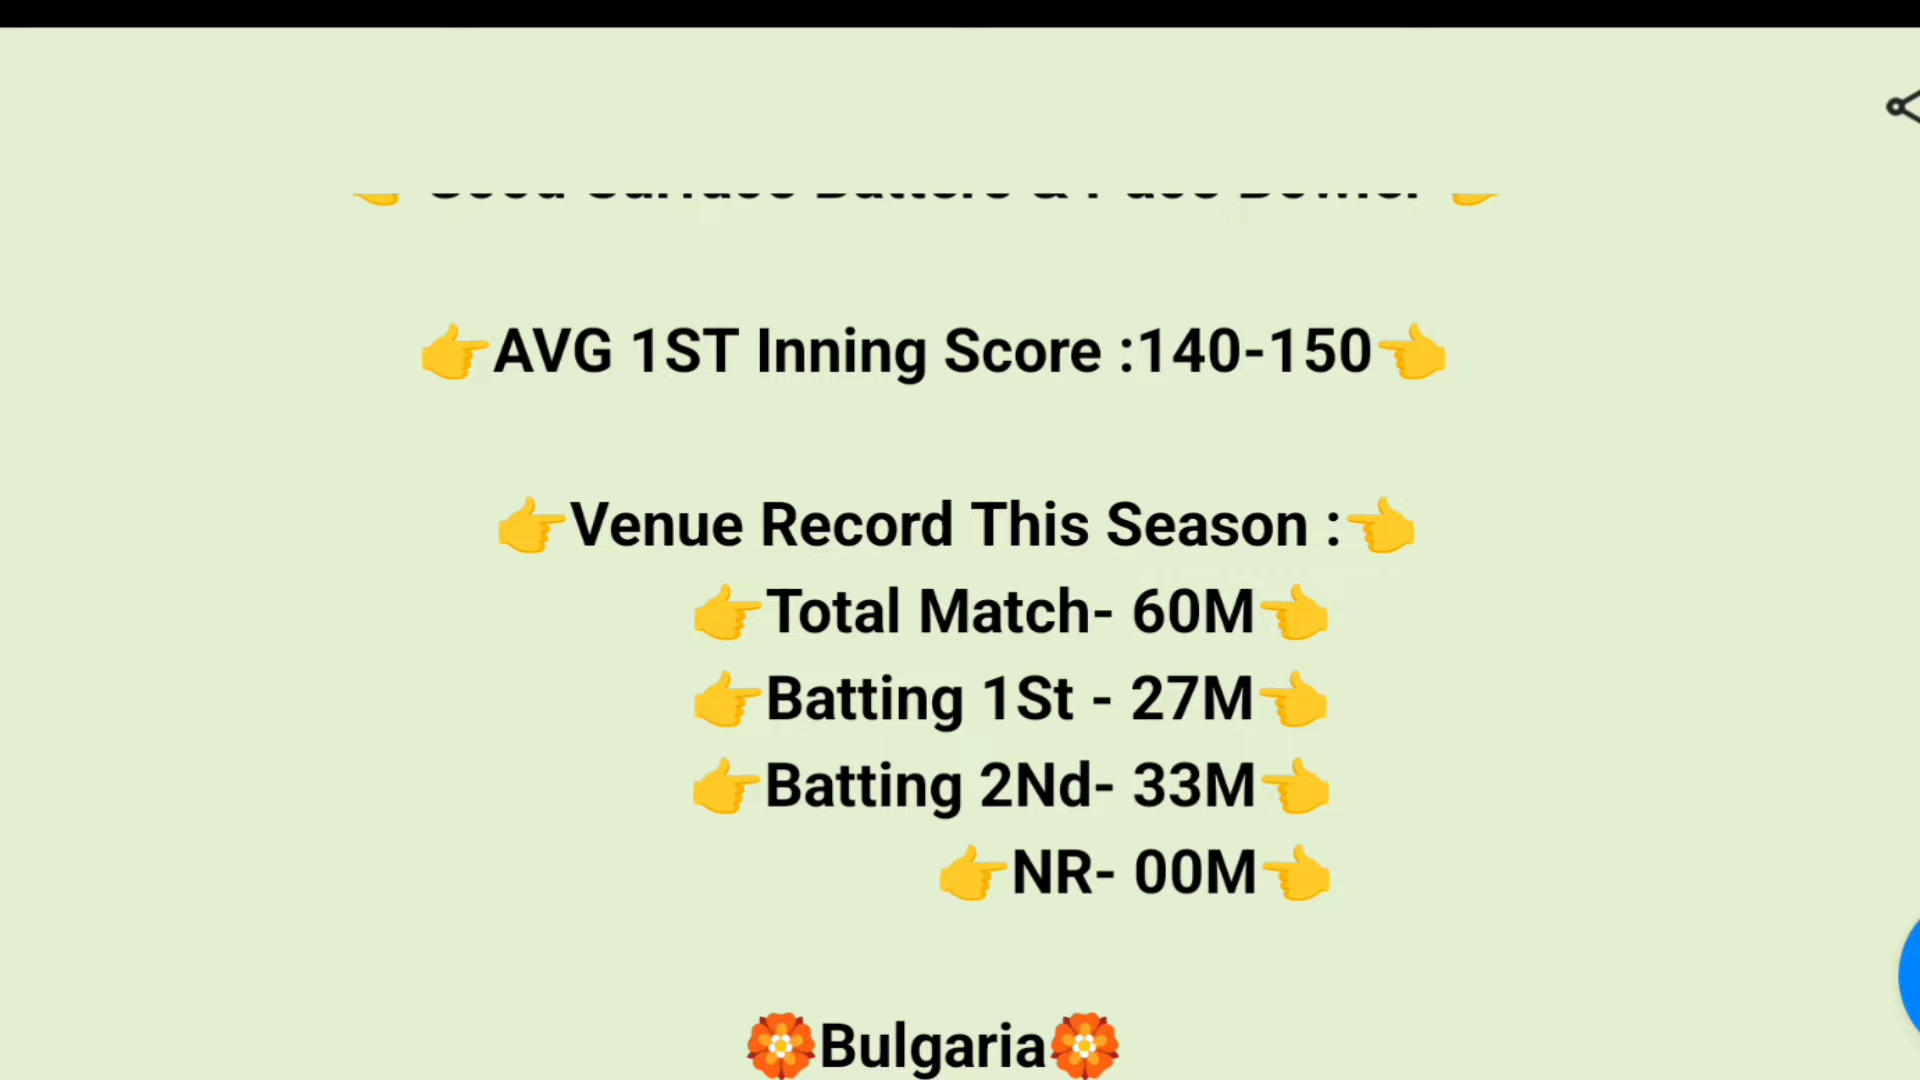 👉AVG 1ST Inning Score :140-150👈
👉Venue Record This Season :👈
👉Total Match- 60M👈
👉Batting 1St - 27M👈
👉Batting 2Nd- 33M👈
👉NR- 00M👈
🏵️Bulgaria🏵️